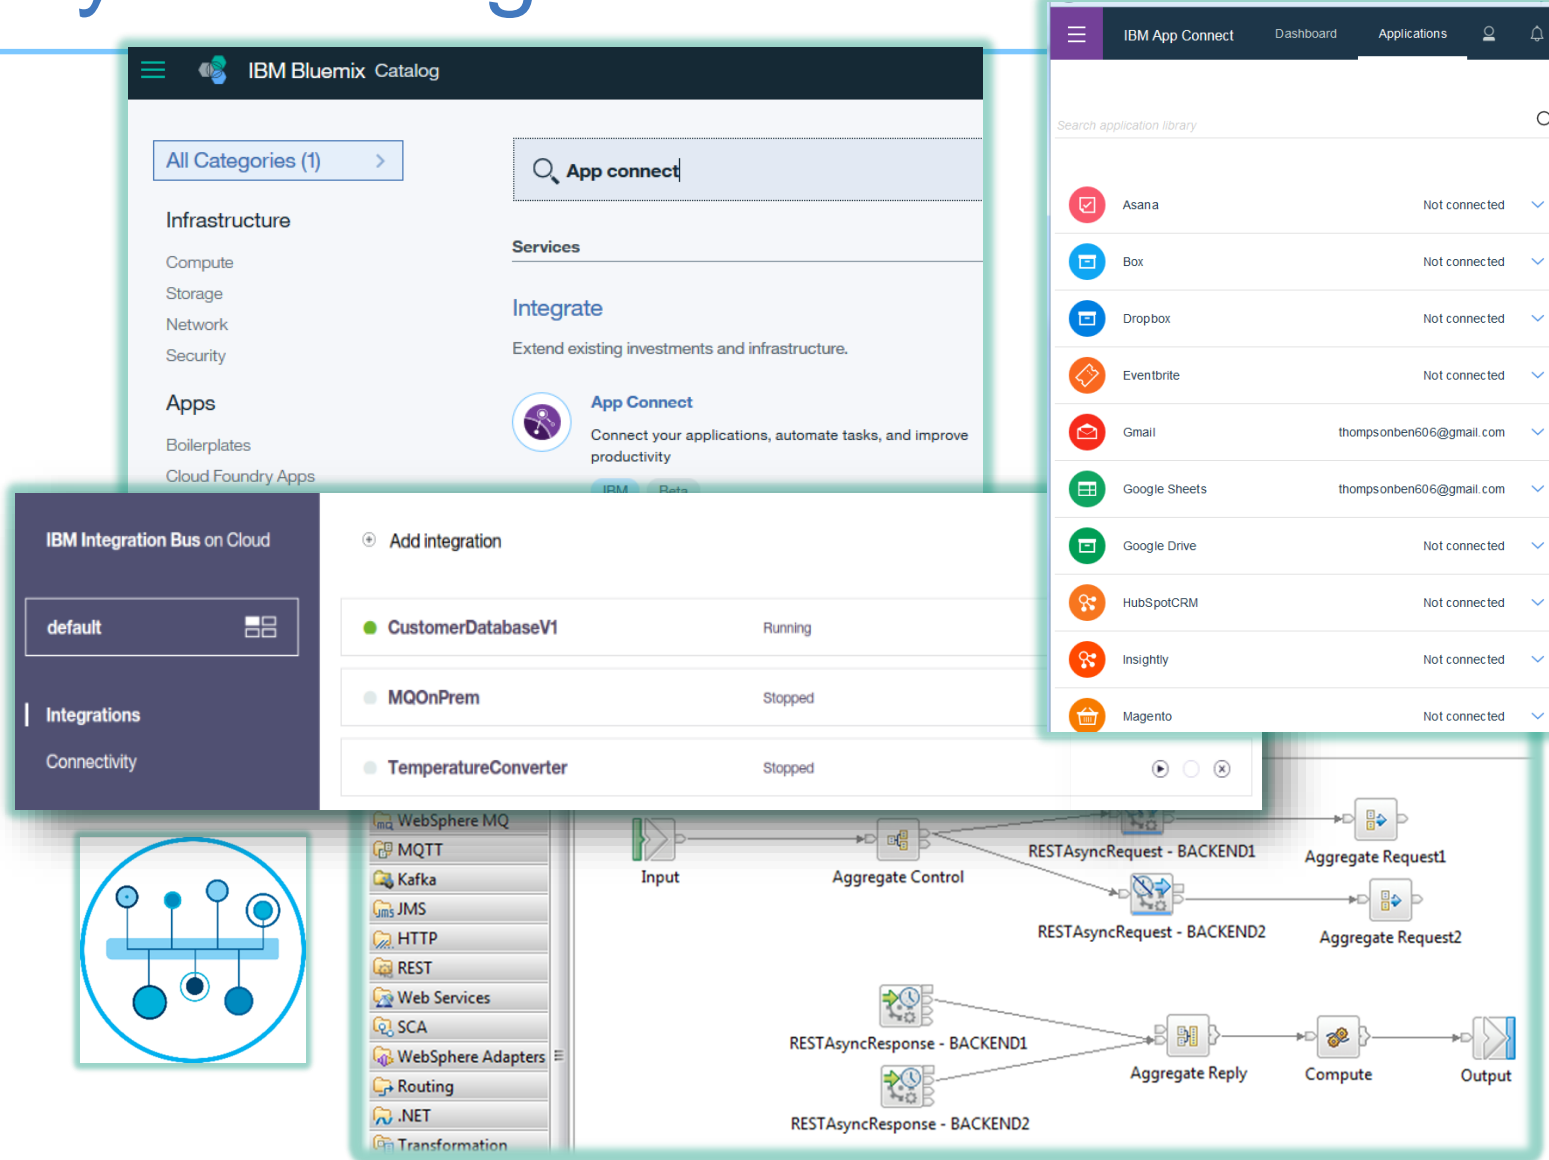 IBM Bluemix Catalog
All Categories (1)
App connect
Infrastructure
Compute
Storage
Network
Security
Apps
Boilerplates
Cloud Foundry Apps
Services
Integrate
Extend existing investments and infrastructure.
App Connect
Connect your applications, automate tasks, and improve
productivity
IBM Beta
IBM App Connect Dashboard Applications
Search application library
Asana Not connected
Box Not connected
Dropbox Not connected
Eventbrite Not connected
Gmail thompsonben606@gmail.com
Google Sheets thompsonben606@gmail.com
Google Drive Not connected
HubSpotCRM Not connected
Insightly Not connected
Magento Not connected
IBM Integration Bus on Cloud
default
Integrations
Connectivity
Add integration
CustomerDatabaseV1 Running
MQOnPrem Stopped
TemperatureConverter Stopped
WebSphere MQ
MQTT
Kafka
JMS
HTTP
REST
Web Services
SCA
WebSphere Adapters
Routing
.NET
Transformation
Input
Aggregate Control
RESTAsyncRequest - BACKEND1
Aggregate Request1
RESTAsyncRequest - BACKEND2
Aggregate Request2
RESTAsyncResponse - BACKEND1
Aggregate Reply
Compute
Output
RESTAsyncResponse - BACKEND2